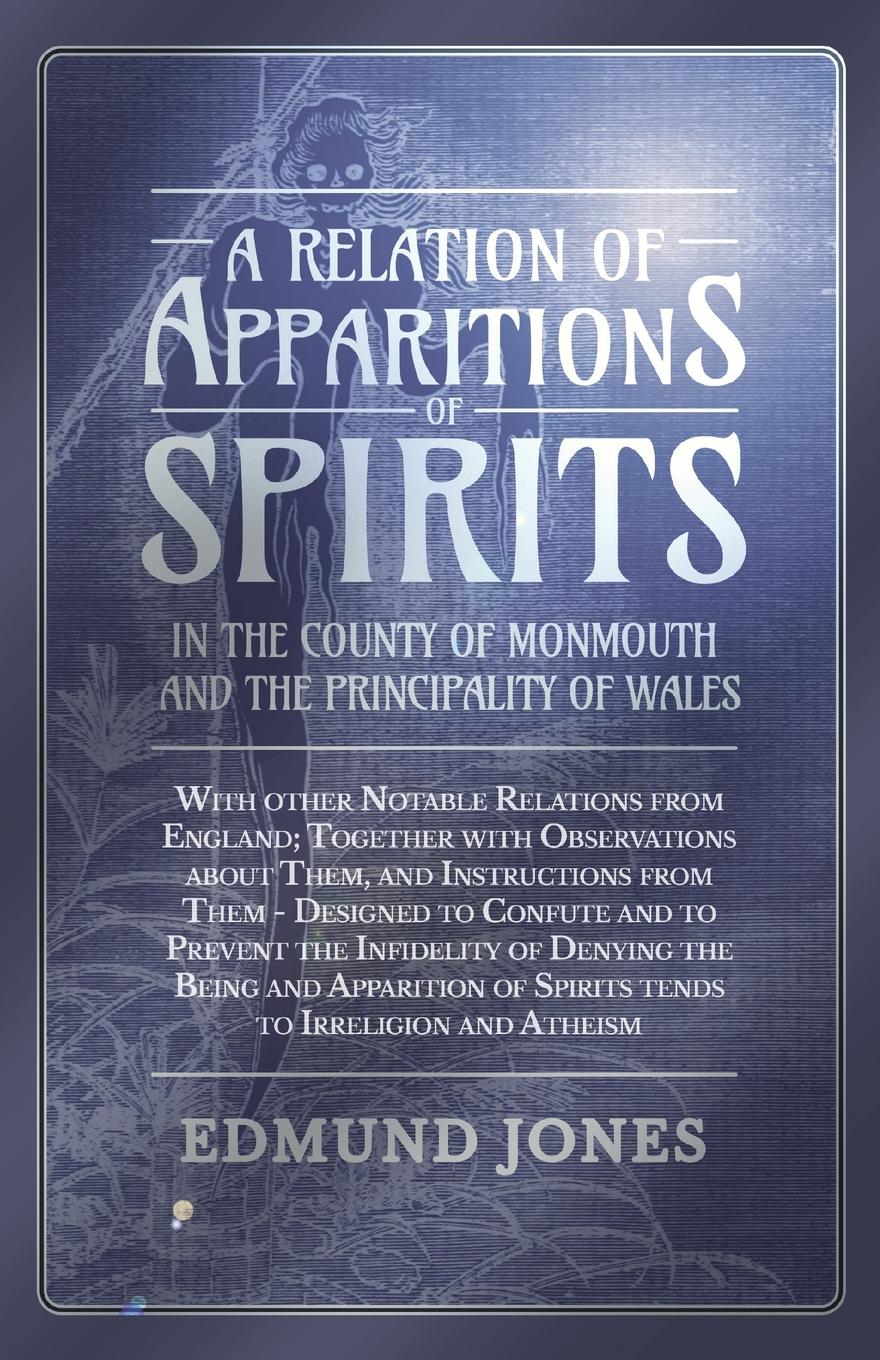 A RELATION OF
APPARITIONS
OF
SPIRITS
IN THE COUNTY OF MONMOUTH
AND THE PRINCIPALITY OF WALES
WITH OTHER NOTABLE RELATIONS FROM
ENGLAND; TOGETHER WITH OBSERVATIONS
ABOUT THEM, AND INSTRUCTIONS FROM
THEM - DESIGNED TO CONFUTE AND TO
PREVENT THE INFIDELITY OF DENYING THE
BEING AND APPARITION OF SPIRITS TENDS
TO IRRELIGION AND ATHEISM
EDMUND JONES